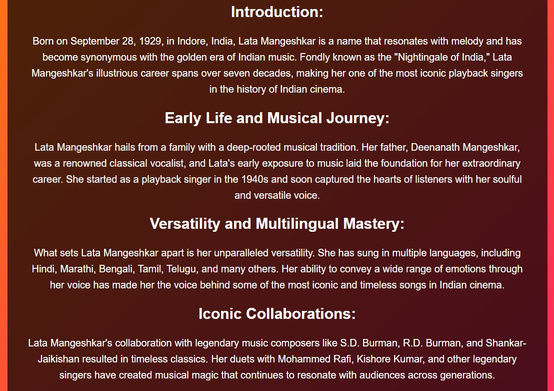 Introduction:
Born on September 28, 1929, in Indore, India, Lata Mangeshkar is a name that resonates with melody and has
become synonymous with the golden era of Indian music. Fondly known as the "Nightingale of India," Lata
Mangeshkar's illustrious career spans over seven decades, making her one of the most iconic playback singers
in the history of Indian cinema.
Early Life and Musical Journey:
Lata Mangeshkar hails from a family with a deep-rooted musical tradition. Her father, Deenanath Mangeshkar,
was a renowned classical vocalist, and Lata's early exposure to music laid the foundation for her extraordinary
career. She started as a playback singer in the 1940s and soon captured the hearts of listeners with her soulful
and versatile voice.
Versatility and Multilingual Mastery:
What sets Lata Mangeshkar apart is her unparalleled versatility. She has sung in multiple languages, including
Hindi, Marathi, Bengali, Tamil, Telugu, and many others. Her ability to convey a wide range of emotions through
her voice has made her the voice behind some of the most iconic and timeless songs in Indian cinema.
Iconic Collaborations:
Lata Mangeshkar's collaboration with legendary music composers like S.D. Burman, R.D. Burman, and Shankar-
Jaikishan resulted in timeless classics. Her duets with Mohammed Rafi, Kishore Kumar, and other legendary
singers have created musical magic that continues to resonate with audiences across generations.